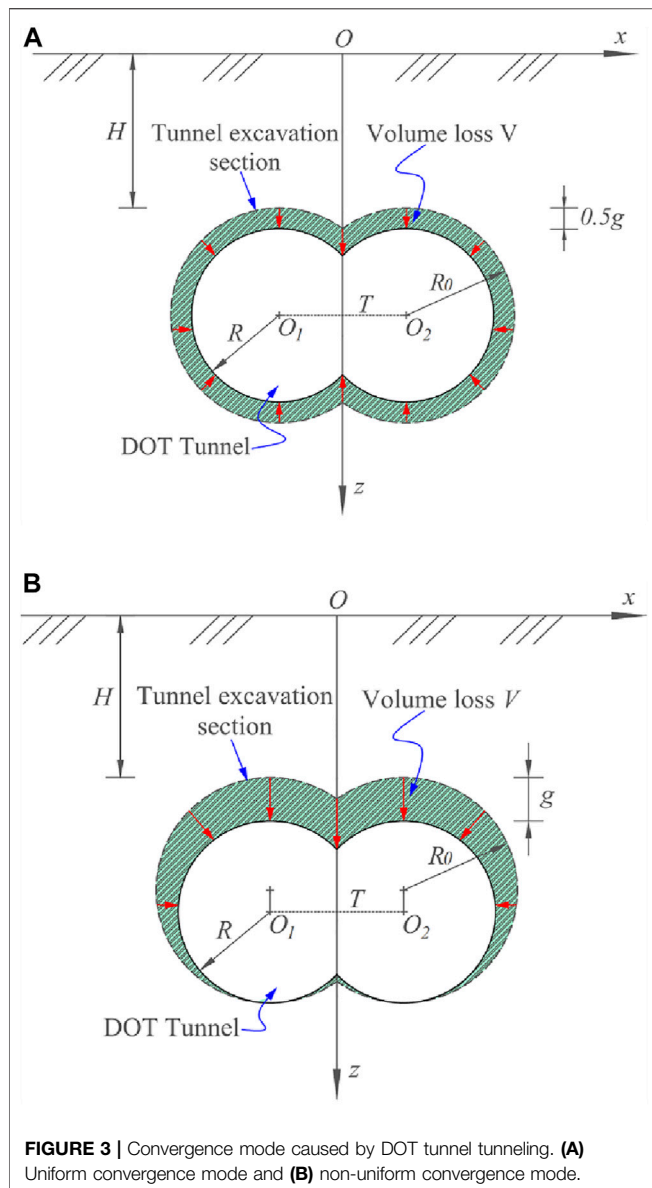 A
O
x
H
Tunnel excavation
section
Volume loss V
0.5g
R0
T
R
O1
O2
DOT Tunnel
z
B
O
x
H
Tunnel excavation
section
Volume loss V
g
R0
T
R
O1
O2
DOT Tunnel
z
FIGURE 3 | Convergence mode caused by DOT tunnel tunneling. (A)
Uniform convergence mode and (B) non-uniform convergence mode.